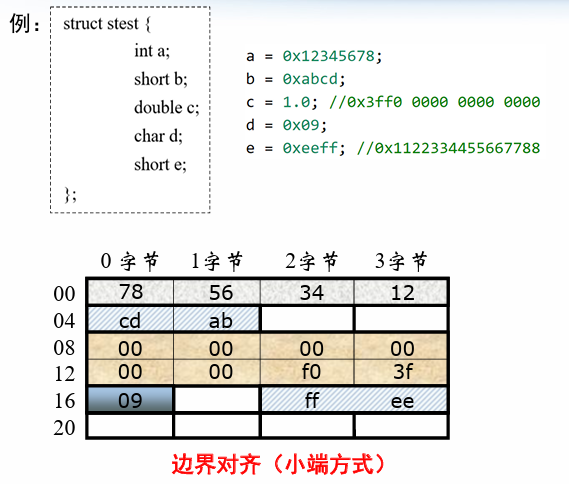 例：
struct stest {
int a;
short b;
double c;
char d;
short e;
};
a = 0x12345678;
b = 0xabcd;
c = 1.0; //0x3ff0 0000 0000 0000
d = 0x09;
e = 0xeeff; //0x1122334455667788
0 字节 1字节 2字节 3字节
00 78 56 34 12
04 cd ab
08 00 00 00 00
12 00 00 f0 3f
16 09 ff ee
20
边界对齐（小端方式）